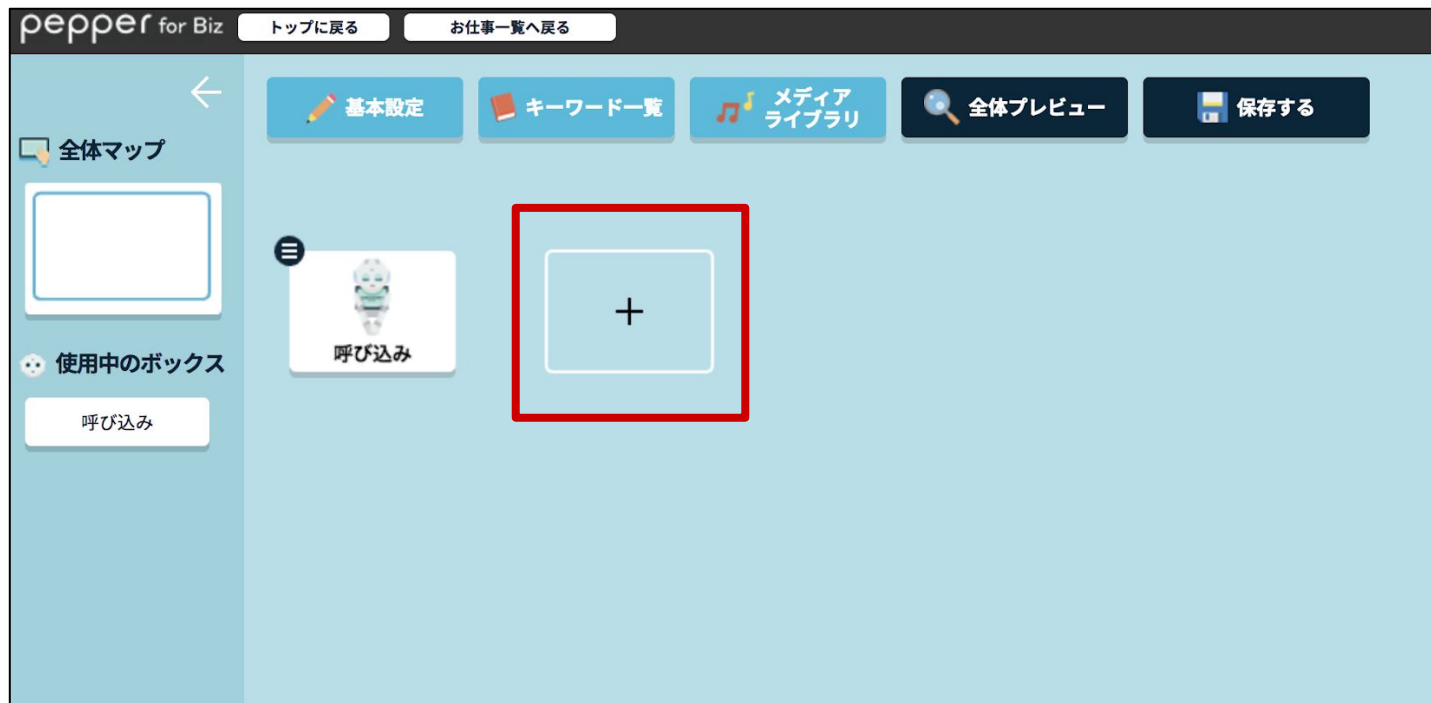 pepper for Biz
トップに戻る
お仕事一覧へ戻る
基本設定
キーワード一覧
メディア
ライブラリ
全体プレビュー
保存する
全体マップ
呼び込み
+
使用中のボックス
呼び込み